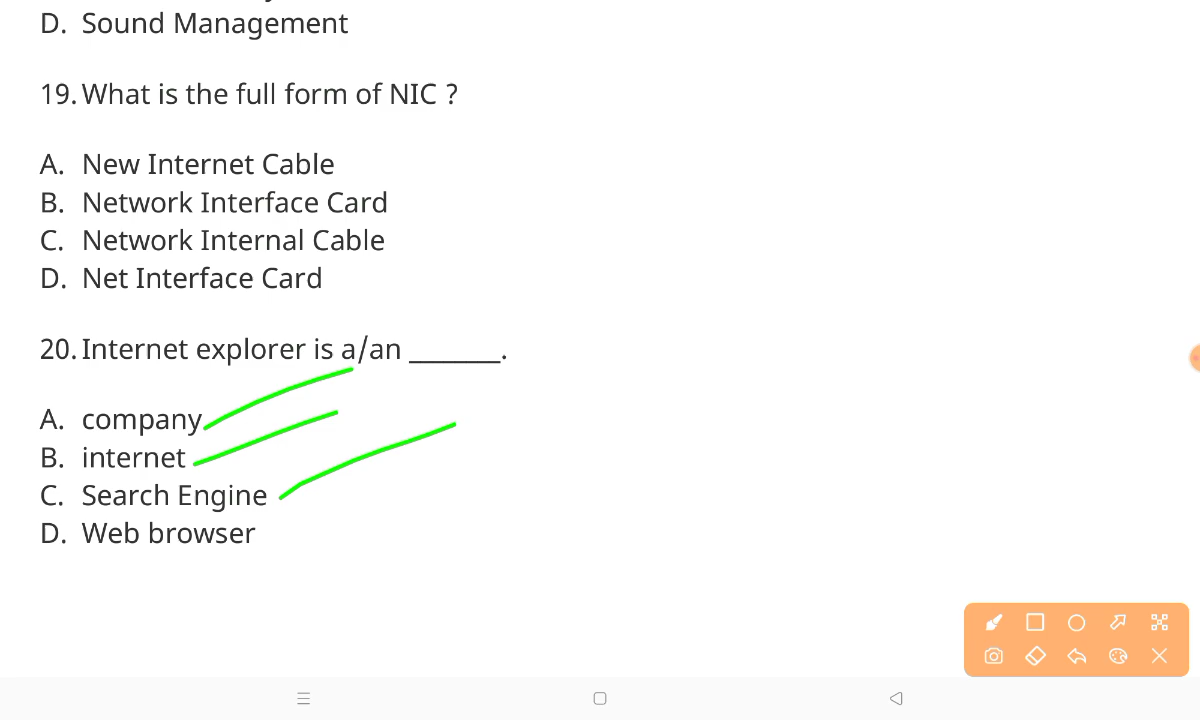 D. Sound Management
19. What is the full form of NIC ?
A. New Internet Cable
B. Network Interface Card
C. Network Internal Cable
D. Net Interface Card
20. Internet explorer is a/an _______.
A. company
B. internet
C. Search Engine
D. Web browser